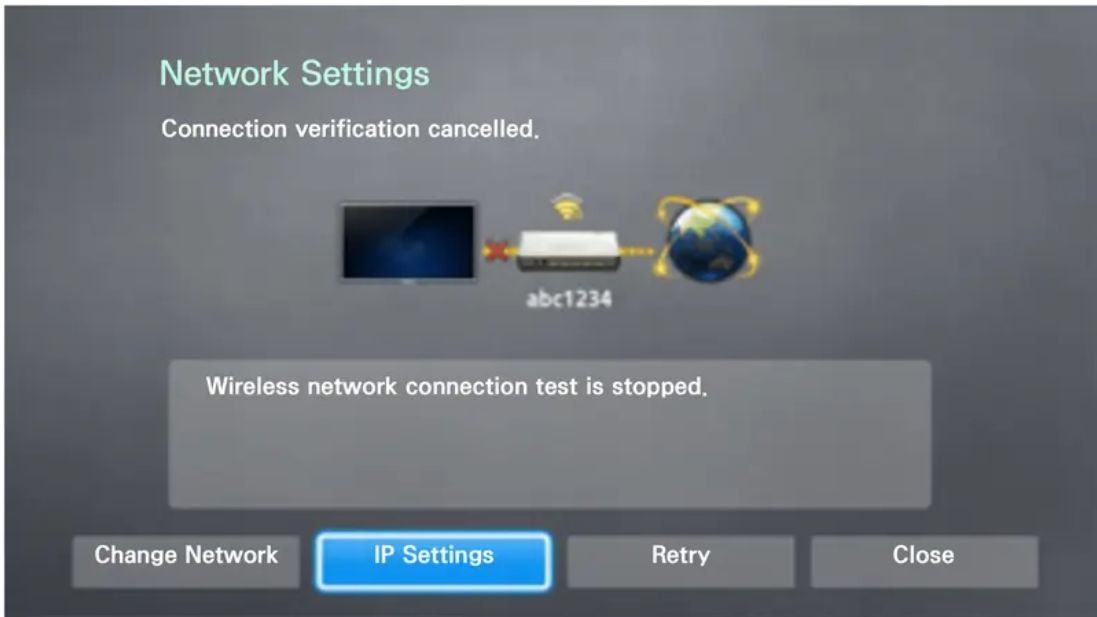 Network Settings
Connection verification cancelled.
abc1234
Wireless network connection test is stopped.
Change Network
IP Settings
Retry
Close